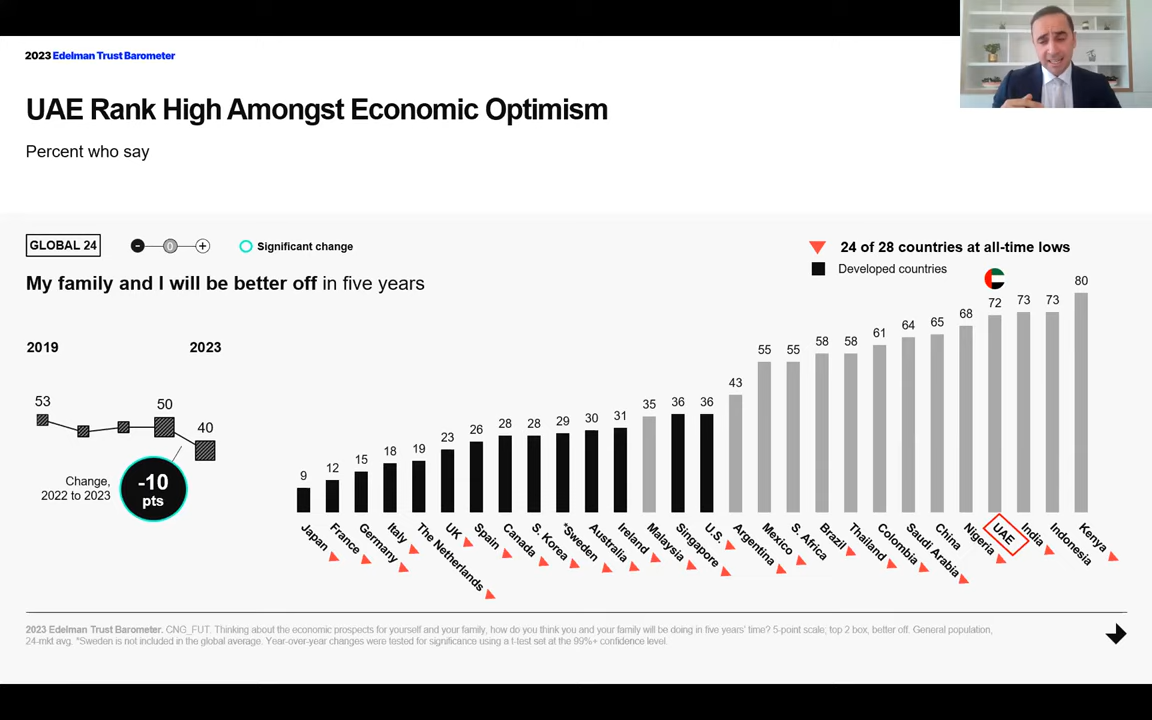 2023 Edelman Trust Barometer
UAE Rank High Amongst Economic Optimism
Percent who say
GLOBAL 24
- 0 +
Significant change
24 of 28 countries at all-time lows
Developed countries
My family and I will be better off in five years
2019 2023
53 50 40
Change,
2022 to 2023
-10
pts
9 12 15 18 19 23 26 28 28 29 30 31 35 36 36 43 55 55 58 58 61 64 65 68 72 73 73 80
Japan
France
Germany
Italy
The Netherlands
UK
Spain
Canada
S. Korea
*Sweden
Australia
Ireland
Malaysia
Singapore
U.S.
Argentina
Mexico
S. Africa
Brazil
Thailand
Colombia
Saudi Arabia
China
Nigeria
UAE
India
Indonesia
Kenya
2023 Edelman Trust Barometer. CNG_FUT. Thinking about the economic prospects for yourself and your family, how do you think you and your family will be doing in five years' time? 5-point scale; top 2 box, better off. General population,
24-mkt avg. *Sweden is not included in the global average. Year-over-year changes were tested for significance using a t-test set at the 99%+ confidence level.